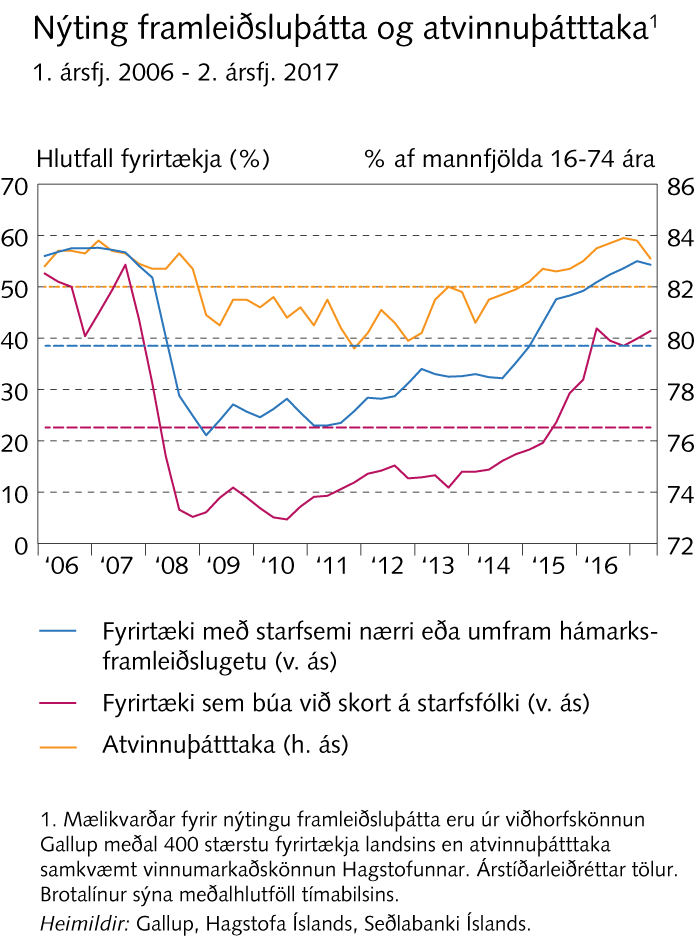 Nýting framleiðsluþátta og atvinnuþátttaka¹
1. ársfj. 2006 - 2. ársfj. 2017
Hlutfall fyrirtækja (%) % af mannfjölda 16-74 ára
70 86
60 84
50 82
40 80
30 78
20 76
10 74
0 72
‘06 ‘07 ‘08 ‘09 ‘10 ‘11 ‘12 ‘13 ‘14 ‘15 ‘16
Fyrirtæki með starfsemi nærri eða umfram hámarks-
framleiðslugetu (v. ás)
Fyrirtæki sem búa við skort á starfsfólki (v. ás)
Atvinnuþátttaka (h. ás)
1. Mælikvarðar fyrir nýtingu framleiðsluþátta eru úr viðhorfskönnun
Gallup meðal 400 stærstu fyrirtækja landsins en atvinnuþátttaka
samkvæmt vinnumarkaðskönnun Hagstofunnar. Árstíðarleiðréttar tölur.
Brotalínur sýna meðalhlutföll tímabilsins.
Heimildir: Gallup, Hagstofa Íslands, Seðlabanki Íslands.